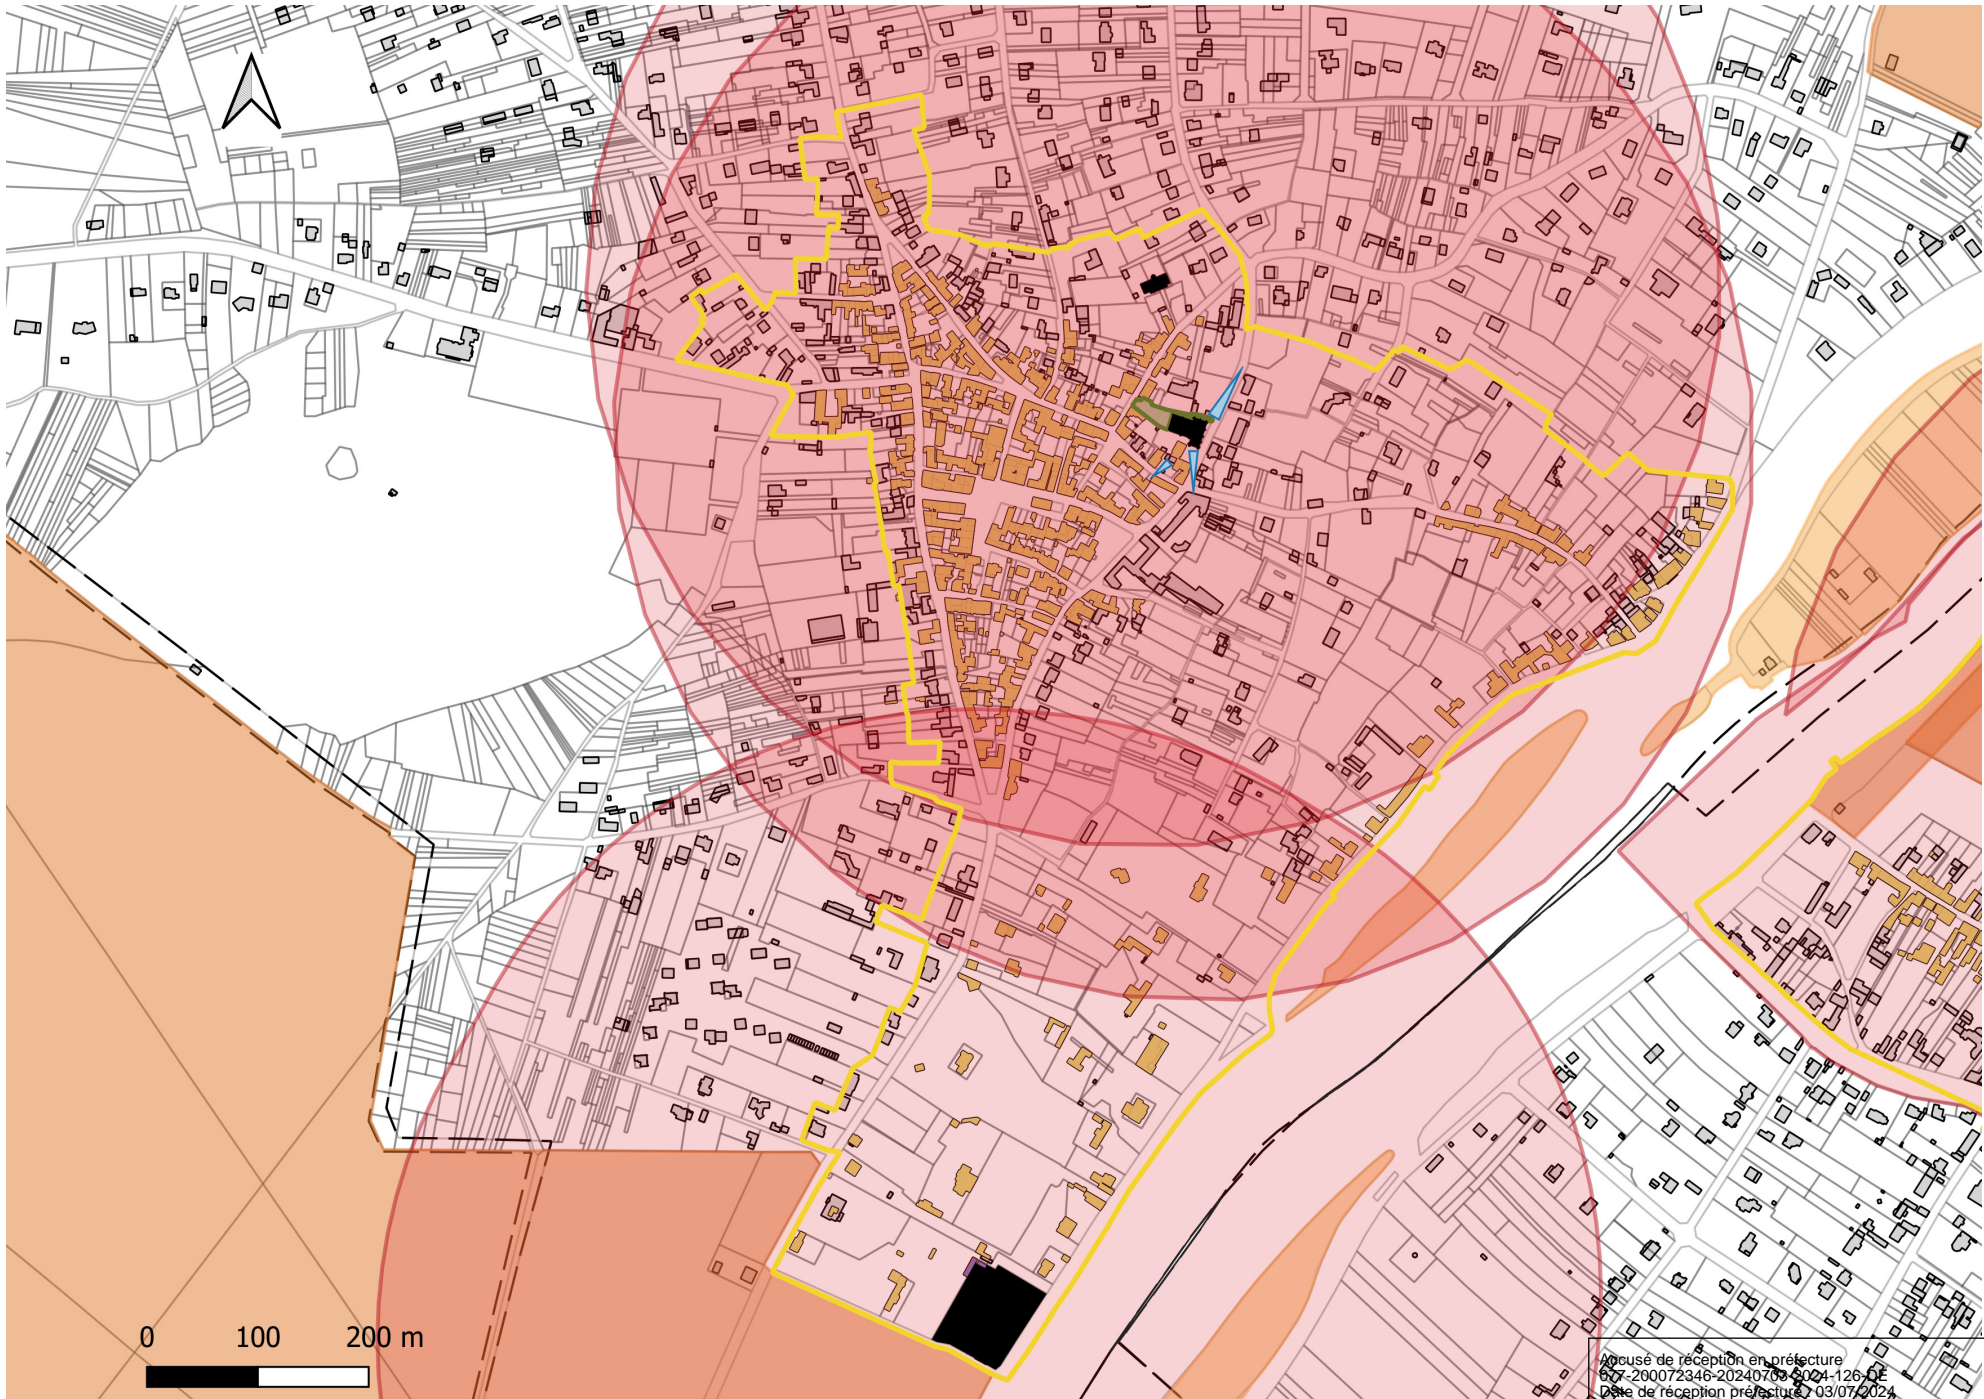 0 100 200 m
Accusé de réception en préfecture
077-200072346-20240703-2024-126-DE
Date de réception préfecture : 03/07/2024